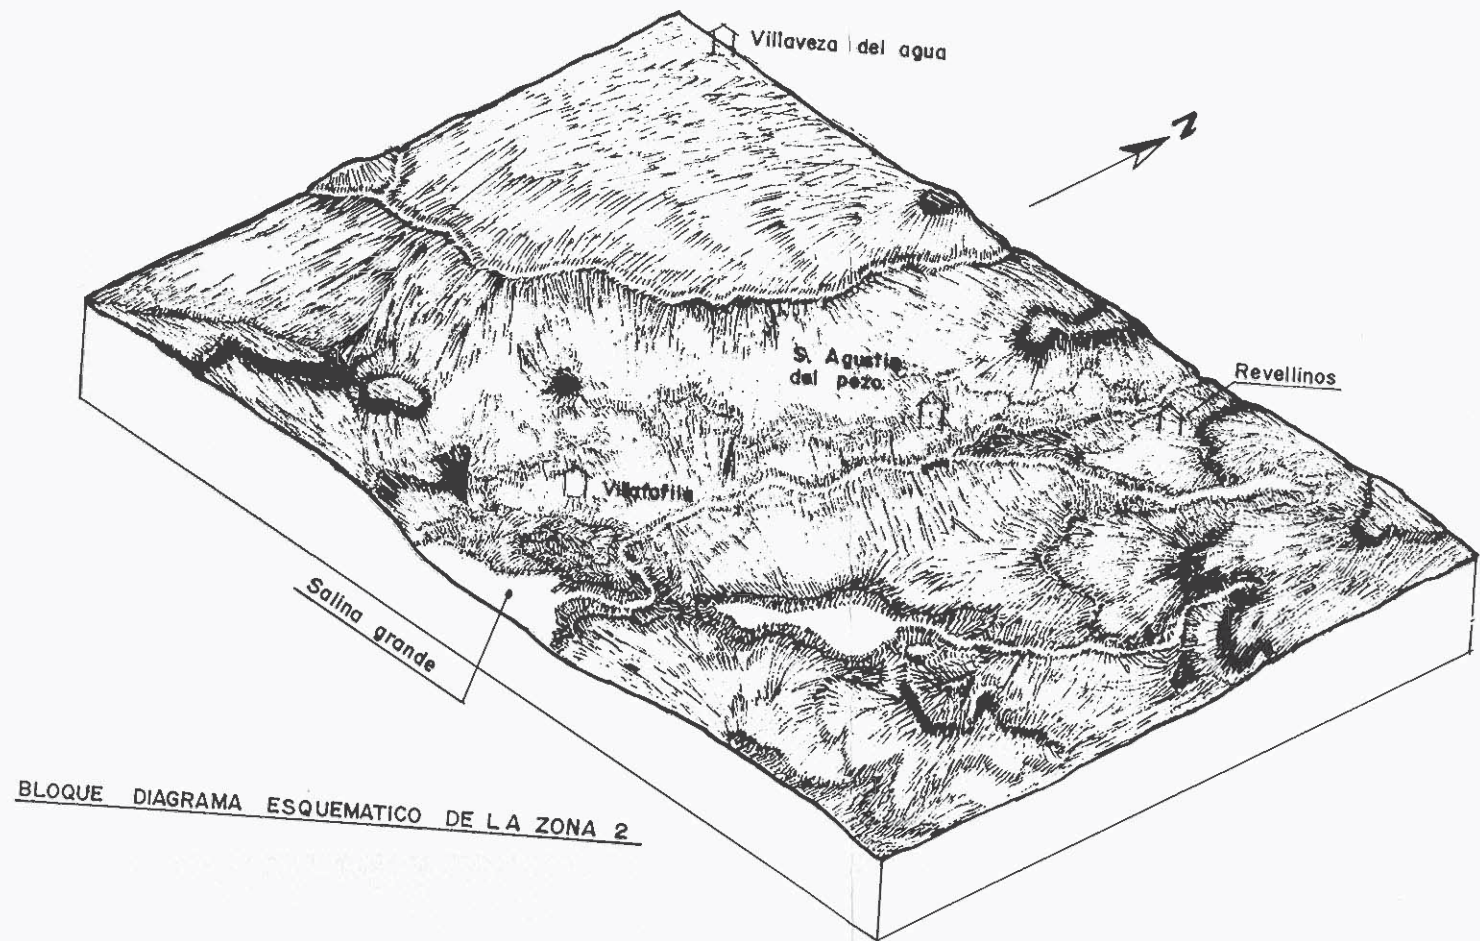 Villaveza del agua
N
S. Agustin
del pozo.
Revellinos
Villafafila
Salina grande
BLOQUE DIAGRAMA ESQUEMATICO DE LA ZONA 2